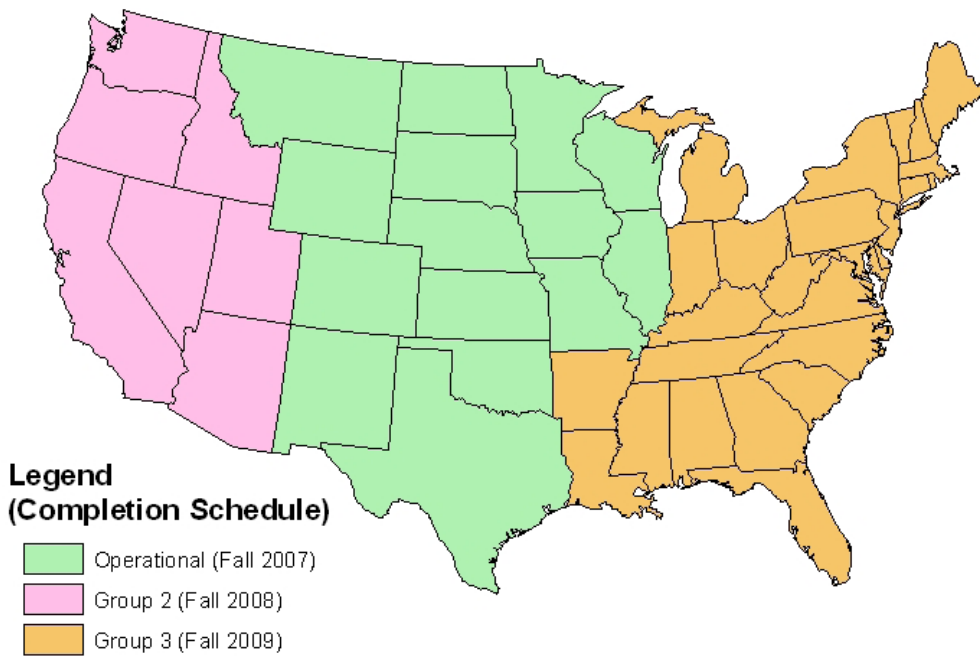 Legend
(Completion Schedule)
Operational (Fall 2007)
Group 2 (Fall 2008)
Group 3 (Fall 2009)